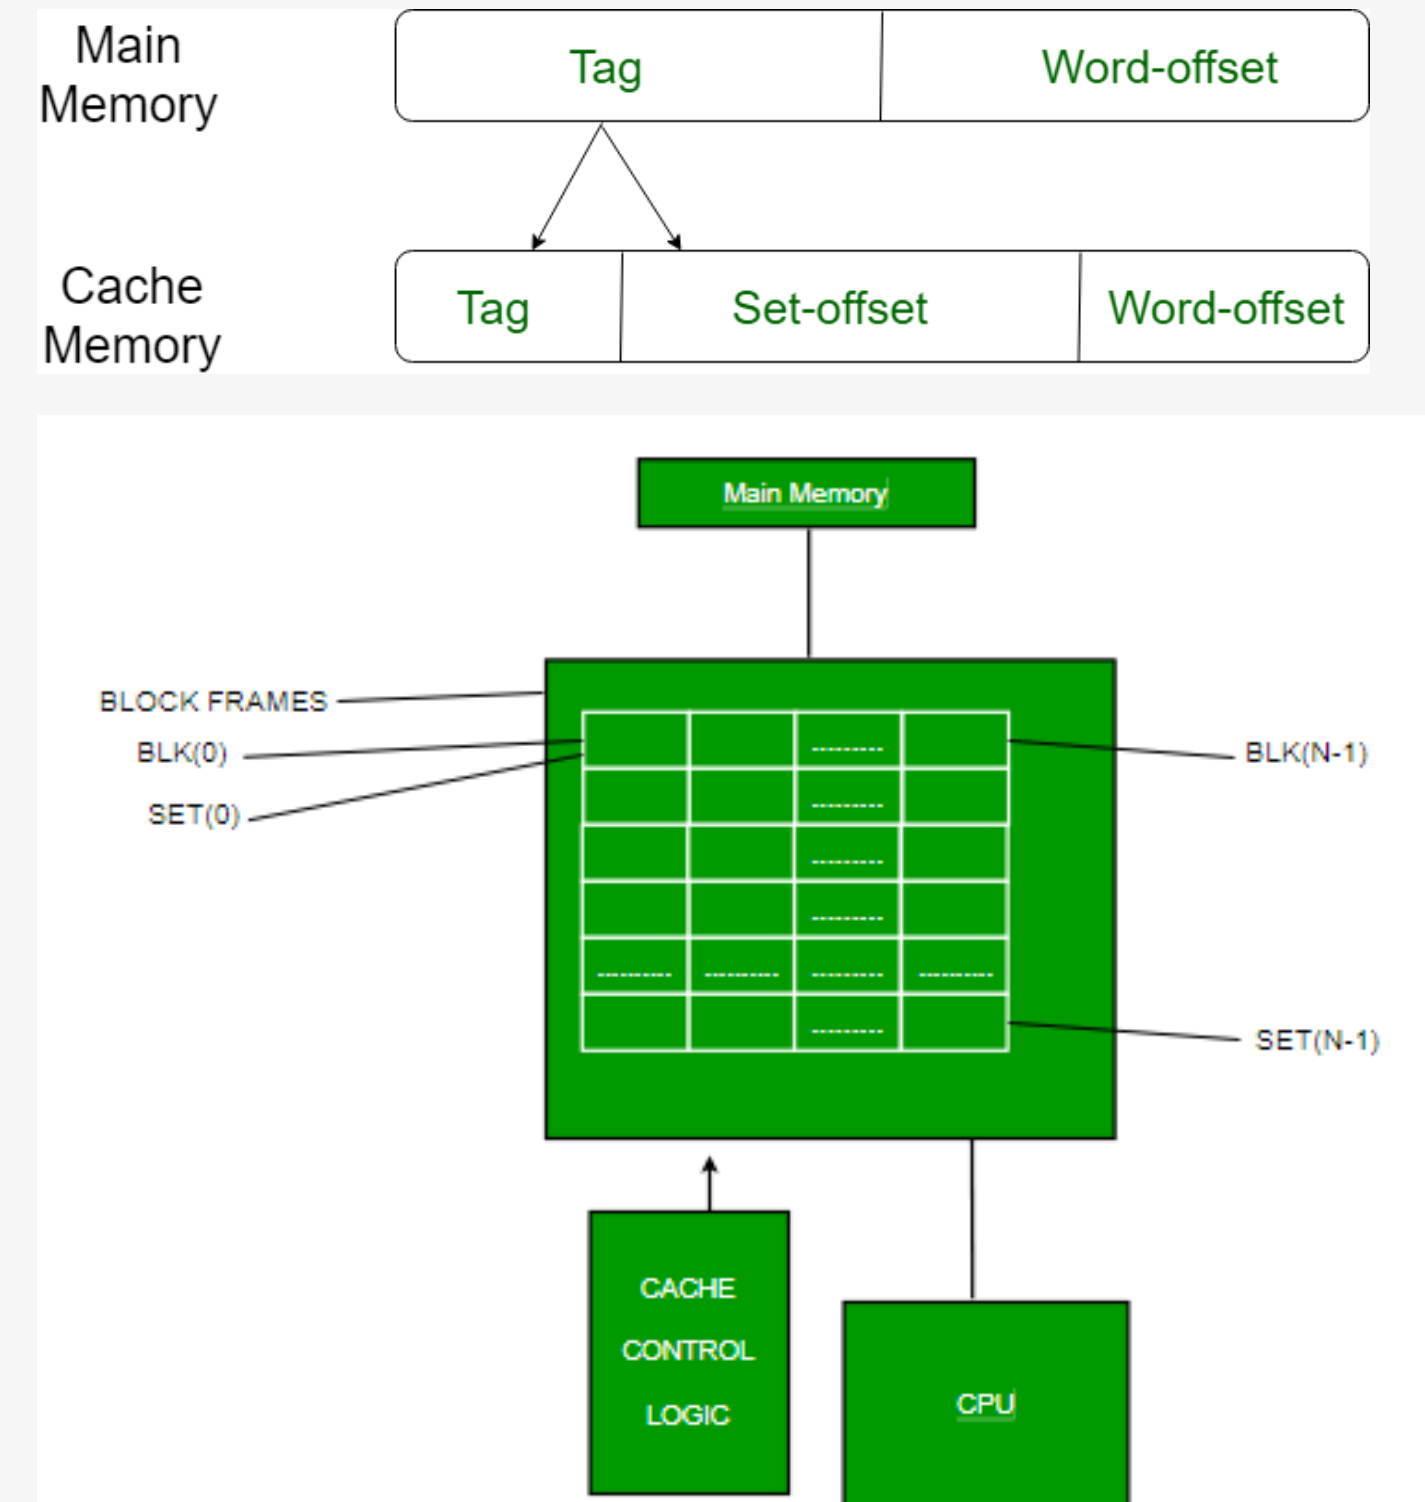 Main
Memory
Tag
Word-offset
Cache
Memory
Tag
Set-offset
Word-offset
Main Memory
BLOCK FRAMES
BLK(0)
BLK(N-1)
SET(0)
----------
----------
----------
----------
---------- ---------- ---------- ----------
----------
SET(N-1)
CACHE
CONTROL
LOGIC
CPU